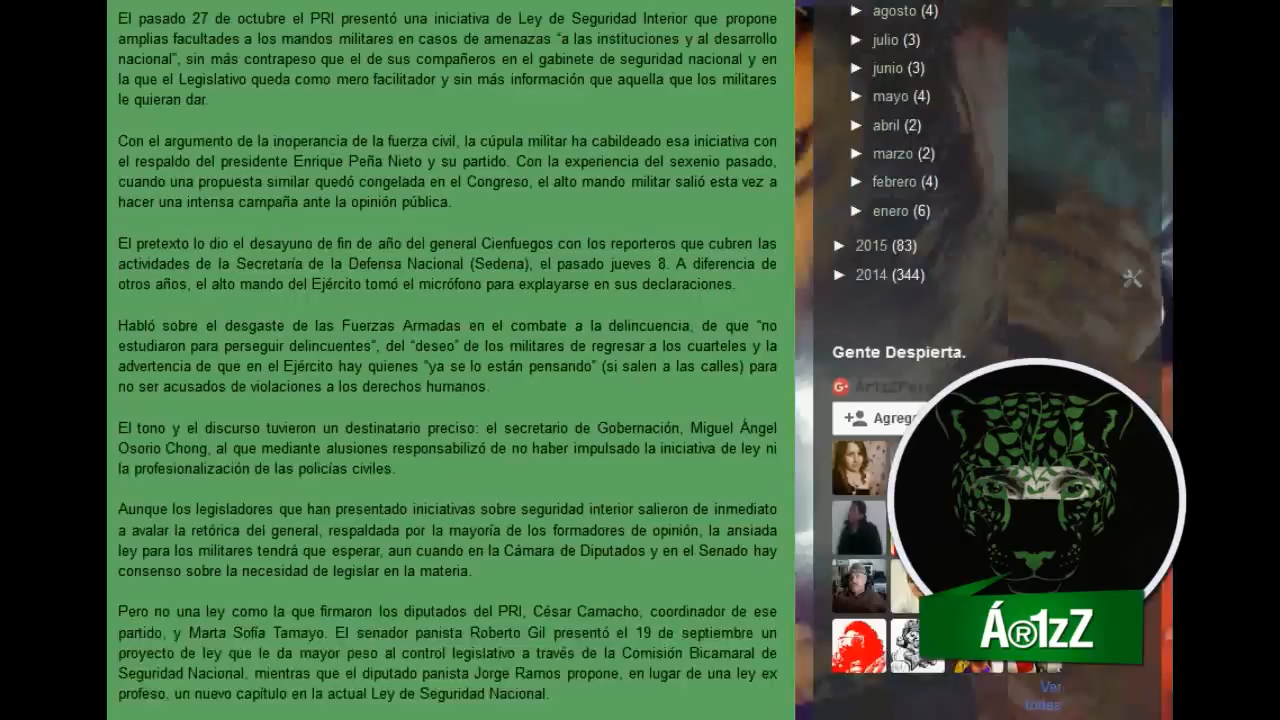 El pasado 27 de octubre el PRI presentó una iniciativa de Ley de Seguridad Interior que propone
amplias facultades a los mandos militares en casos de amenazas “a las instituciones y al desarrollo
nacional”, sin más contrapeso que el de sus compañeros en el gabinete de seguridad nacional y en
la que el Legislativo queda como mero facilitador y sin más información que aquella que los militares
le quieran dar.
Con el argumento de la inoperancia de la fuerza civil, la cúpula militar ha cabildeado esa iniciativa con
el respaldo del presidente Enrique Peña Nieto y su partido. Con la experiencia del sexenio pasado,
cuando una propuesta similar quedó congelada en el Congreso, el alto mando militar salió esta vez a
hacer una intensa campaña ante la opinión pública.
El pretexto lo dio el desayuno de fin de año del general Cienfuegos con los reporteros que cubren las
actividades de la Secretaría de la Defensa Nacional (Sedena), el pasado jueves 8. A diferencia de
otros años, el alto mando del Ejército tomó el micrófono para explayarse en sus declaraciones.
Habló sobre el desgaste de las Fuerzas Armadas en el combate a la delincuencia, de que “no
estudiaron para perseguir delincuentes”, del “deseo” de los militares de regresar a los cuarteles y la
advertencia de que en el Ejército hay quienes “ya se lo están pensando” (si salen a las calles) para
no ser acusados de violaciones a los derechos humanos.
El tono y el discurso tuvieron un destinatario preciso: el secretario de Gobernación, Miguel Ángel
Osorio Chong, al que mediante alusiones responsabilizó de no haber impulsado la iniciativa de ley ni
la profesionalización de las policías civiles.
Aunque los legisladores que han presentado iniciativas sobre seguridad interior salieron de inmediato
a avalar la retórica del general, respaldada por la mayoría de los formadores de opinión, la ansiada
ley para los militares tendrá que esperar, aun cuando en la Cámara de Diputados y en el Senado hay
consenso sobre la necesidad de legislar en la materia.
Pero no una ley como la que firmaron los diputados del PRI, César Camacho, coordinador de ese
partido, y Marta Sofía Tamayo. El senador panista Roberto Gil presentó el 19 de septiembre un
proyecto de ley que le da mayor peso al control legislativo a través de la Comisión Bicamaral de
Seguridad Nacional, mientras que el diputado panista Jorge Ramos propone, en lugar de una ley ex
profeso, un nuevo capítulo en la actual Ley de Seguridad Nacional.
► agosto (4)
► julio (3)
► junio (3)
► mayo (4)
► abril (2)
► marzo (2)
► febrero (4)
► enero (6)
► 2015 (83)
► 2014 (344)
Gente Despierta.
G+
Agreg
Á®1zZ
Ver
todas